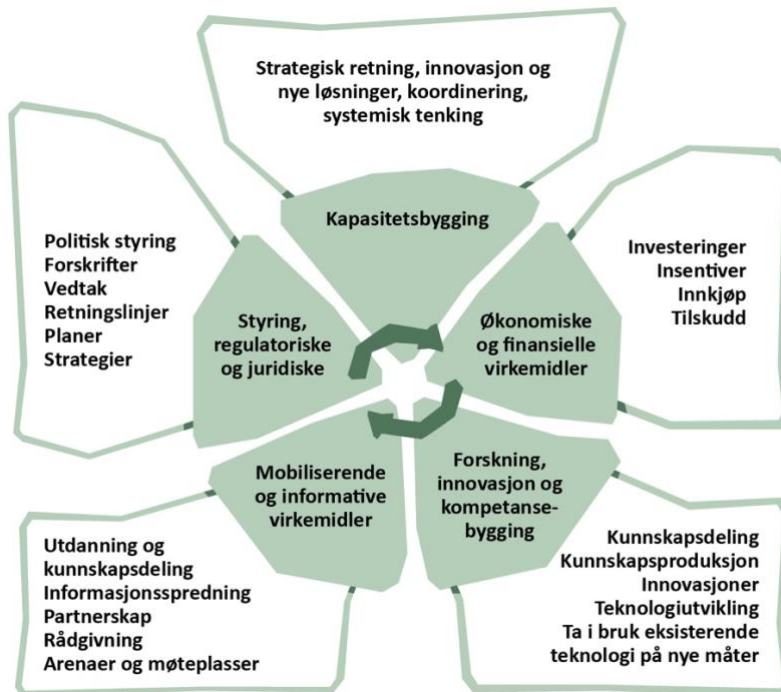 Strategisk retning, innovasjon og
nye løsninger, koordinering,
systemisk tenking
Kapasitetsbygging
Politisk styring
Forskrifter
Vedtak
Retningslinjer
Planer
Strategier
Styring,
regulatoriske
og juridiske
Økonomiske
og finansielle
virkemidler
Investeringer
Insentiver
Innkjøp
Tilskudd
Mobiliserende
og informative
virkemidler
Forskning,
innovasjon og
kompetanse-
bygging
Utdanning og
kunnskapsdeling
Informasjonsspredning
Partnerskap
Rådgivning
Arenaer og møteplasser
Kunnskapsdeling
Kunnskapsproduksjon
Innovasjoner
Teknologiutvikling
Ta i bruk eksisterende
teknologi på nye måter